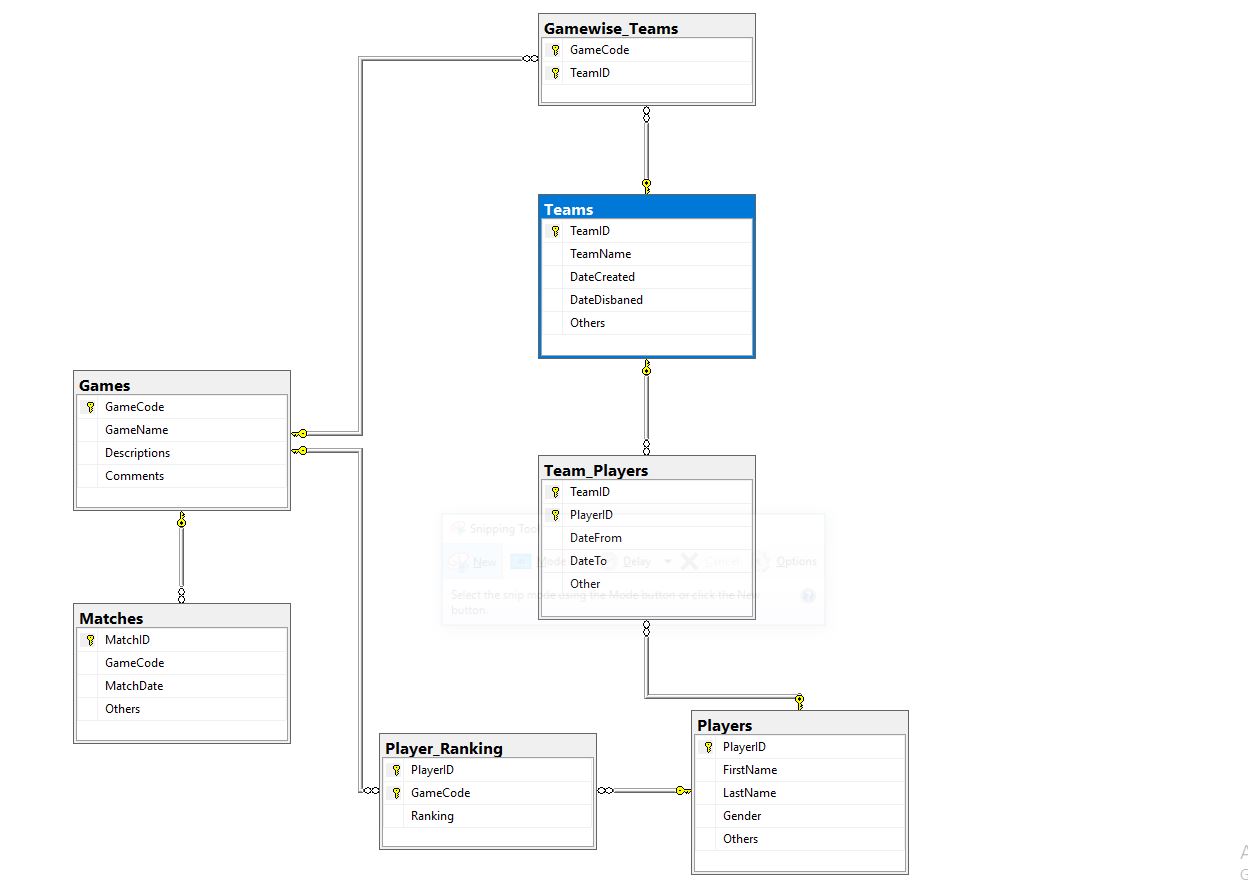 Gamewise_Teams
GameCode
TeamID
Teams
TeamID
TeamName
DateCreated
DateDisbaned
Others
Games
GameCode
GameName
Descriptions
Comments
Team_Players
TeamID
PlayerID
DateFrom
DateTo
Other
Snipping Tool
New
Mode
Delay
Cancel
Options
Select the snip mode using the Mode button or click the New
button.
Matches
MatchID
GameCode
MatchDate
Others
Player_Ranking
PlayerID
GameCode
Ranking
Players
PlayerID
FirstName
LastName
Gender
Others